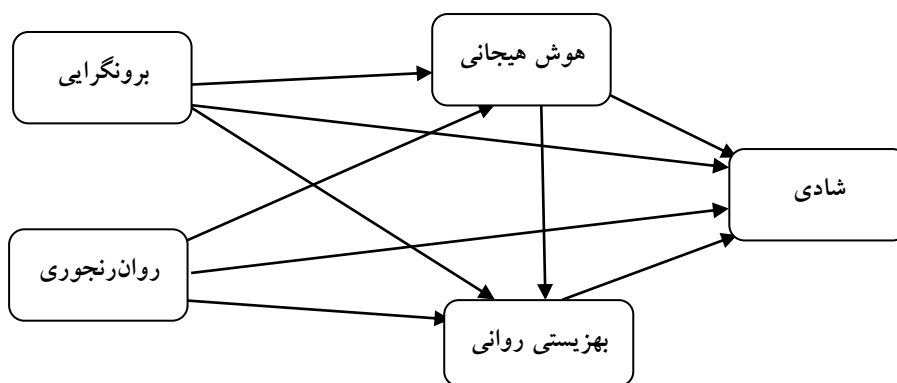 هوش هیجانی
برونگرایی
شادی
روان‌رنجوری
بهزیستی روانی